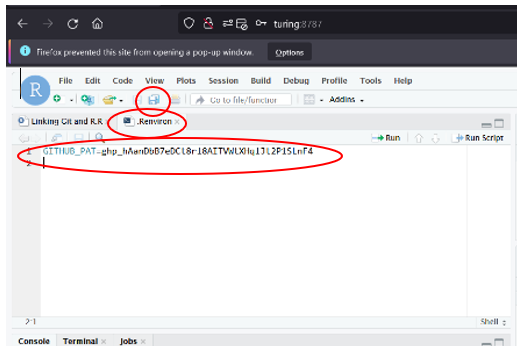 turing:8787
Firefox prevented this site from opening a pop-up window. Options
R File Edit Code View Plots Session Build Debug Profile Tools Help
Go to file/function Addins
Linking Git and R.R .Renviron
Run Run Script
1 GITHUB_PAT=
2
2:1 Shell
Console Terminal Jobs